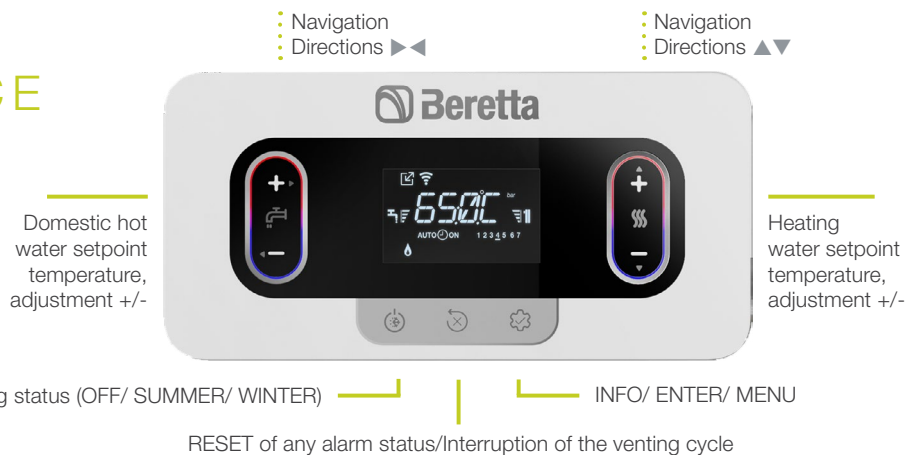 Navigation
Directions ▶◀
Navigation
Directions ▲▼
CE
Beretta
Domestic hot
water setpoint
temperature,
adjustment +/-
65.0°C
bar
AUTO ON 1 2 3 4 5 6 7
Heating
water setpoint
temperature,
adjustment +/-
g status (OFF/ SUMMER/ WINTER)
INFO/ ENTER/ MENU
RESET of any alarm status/Interruption of the venting cycle